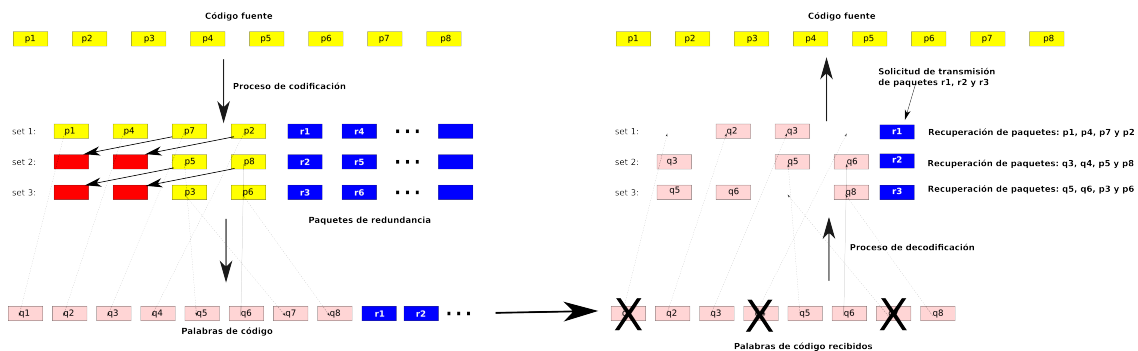 Código fuente
p1 p2 p3 p4 p5 p6 p7 p8
Proceso de codificación
set 1: p1 p4 p7 p2 r1 r4 ...
set 2: p5 p8 r2 r5 ...
set 3: p3 p6 r3 r6 ...
Paquetes de redundancia
q1 q2 q3 q4 q5 q6 q7 q8 r1 r2 ...
Palabras de código
Código fuente
p1 p2 p3 p4 p5 p6 p7 p8
Solicitud de transmisión
de paquetes r1, r2 y r3
set 1: q2 q3 r1 Recuperación de paquetes: p1, p4, p7 y p2
set 2: q3 q5 q6 r2 Recuperación de paquetes: q3, q4, p5 y p8
set 3: q5 q6 q8 r3 Recuperación de paquetes: q5, q6, p3 y p6
Proceso de decodificación
q2 q3 q5 q6 q8
Palabras de código recibidos